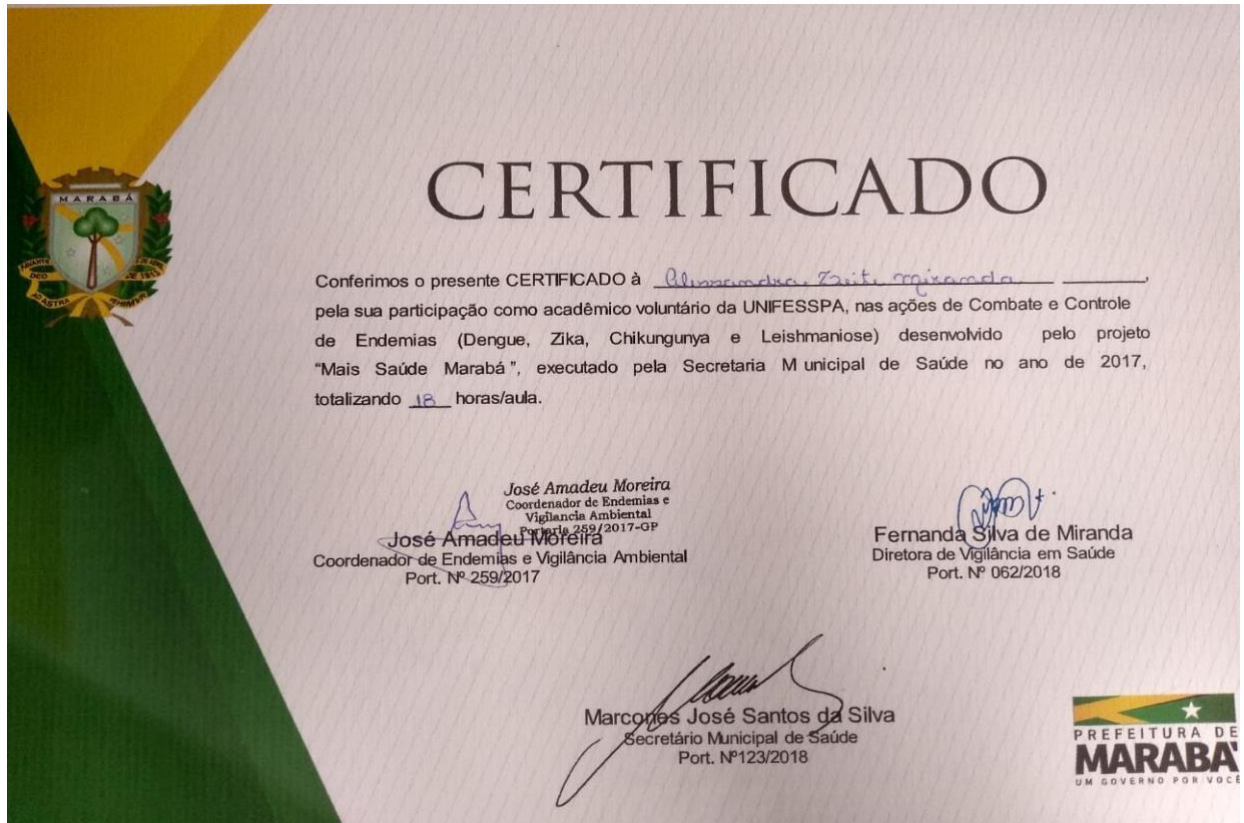 MARABÁ
CERTIFICADO
Conferimos o presente CERTIFICADO à Alessandra Leite Miranda,
pela sua participação como acadêmico voluntário da UNIFESSPA, nas ações de Combate e Controle
de Endemias (Dengue, Zika, Chikungunya e Leishmaniose) desenvolvido pelo projeto
“Mais Saúde Marabá”, executado pela Secretaria M unicipal de Saúde no ano de 2017,
totalizando 18 horas/aula.
José Amadeu Moreira
Coordenador de Endemias e
Vigilancia Ambiental
Portaria 259/2017-GP
José Amadeu Moreira
Coordenador de Endemias e Vigilância Ambiental
Port. Nº 259/2017
Fernanda Silva de Miranda
Diretora de Vigilância em Saúde
Port. Nº 062/2018
Marcones José Santos da Silva
Secretário Municipal de Saúde
Port. Nº123/2018
PREFEITURA DE
MARABÁ
UM GOVERNO POR VOCÊ